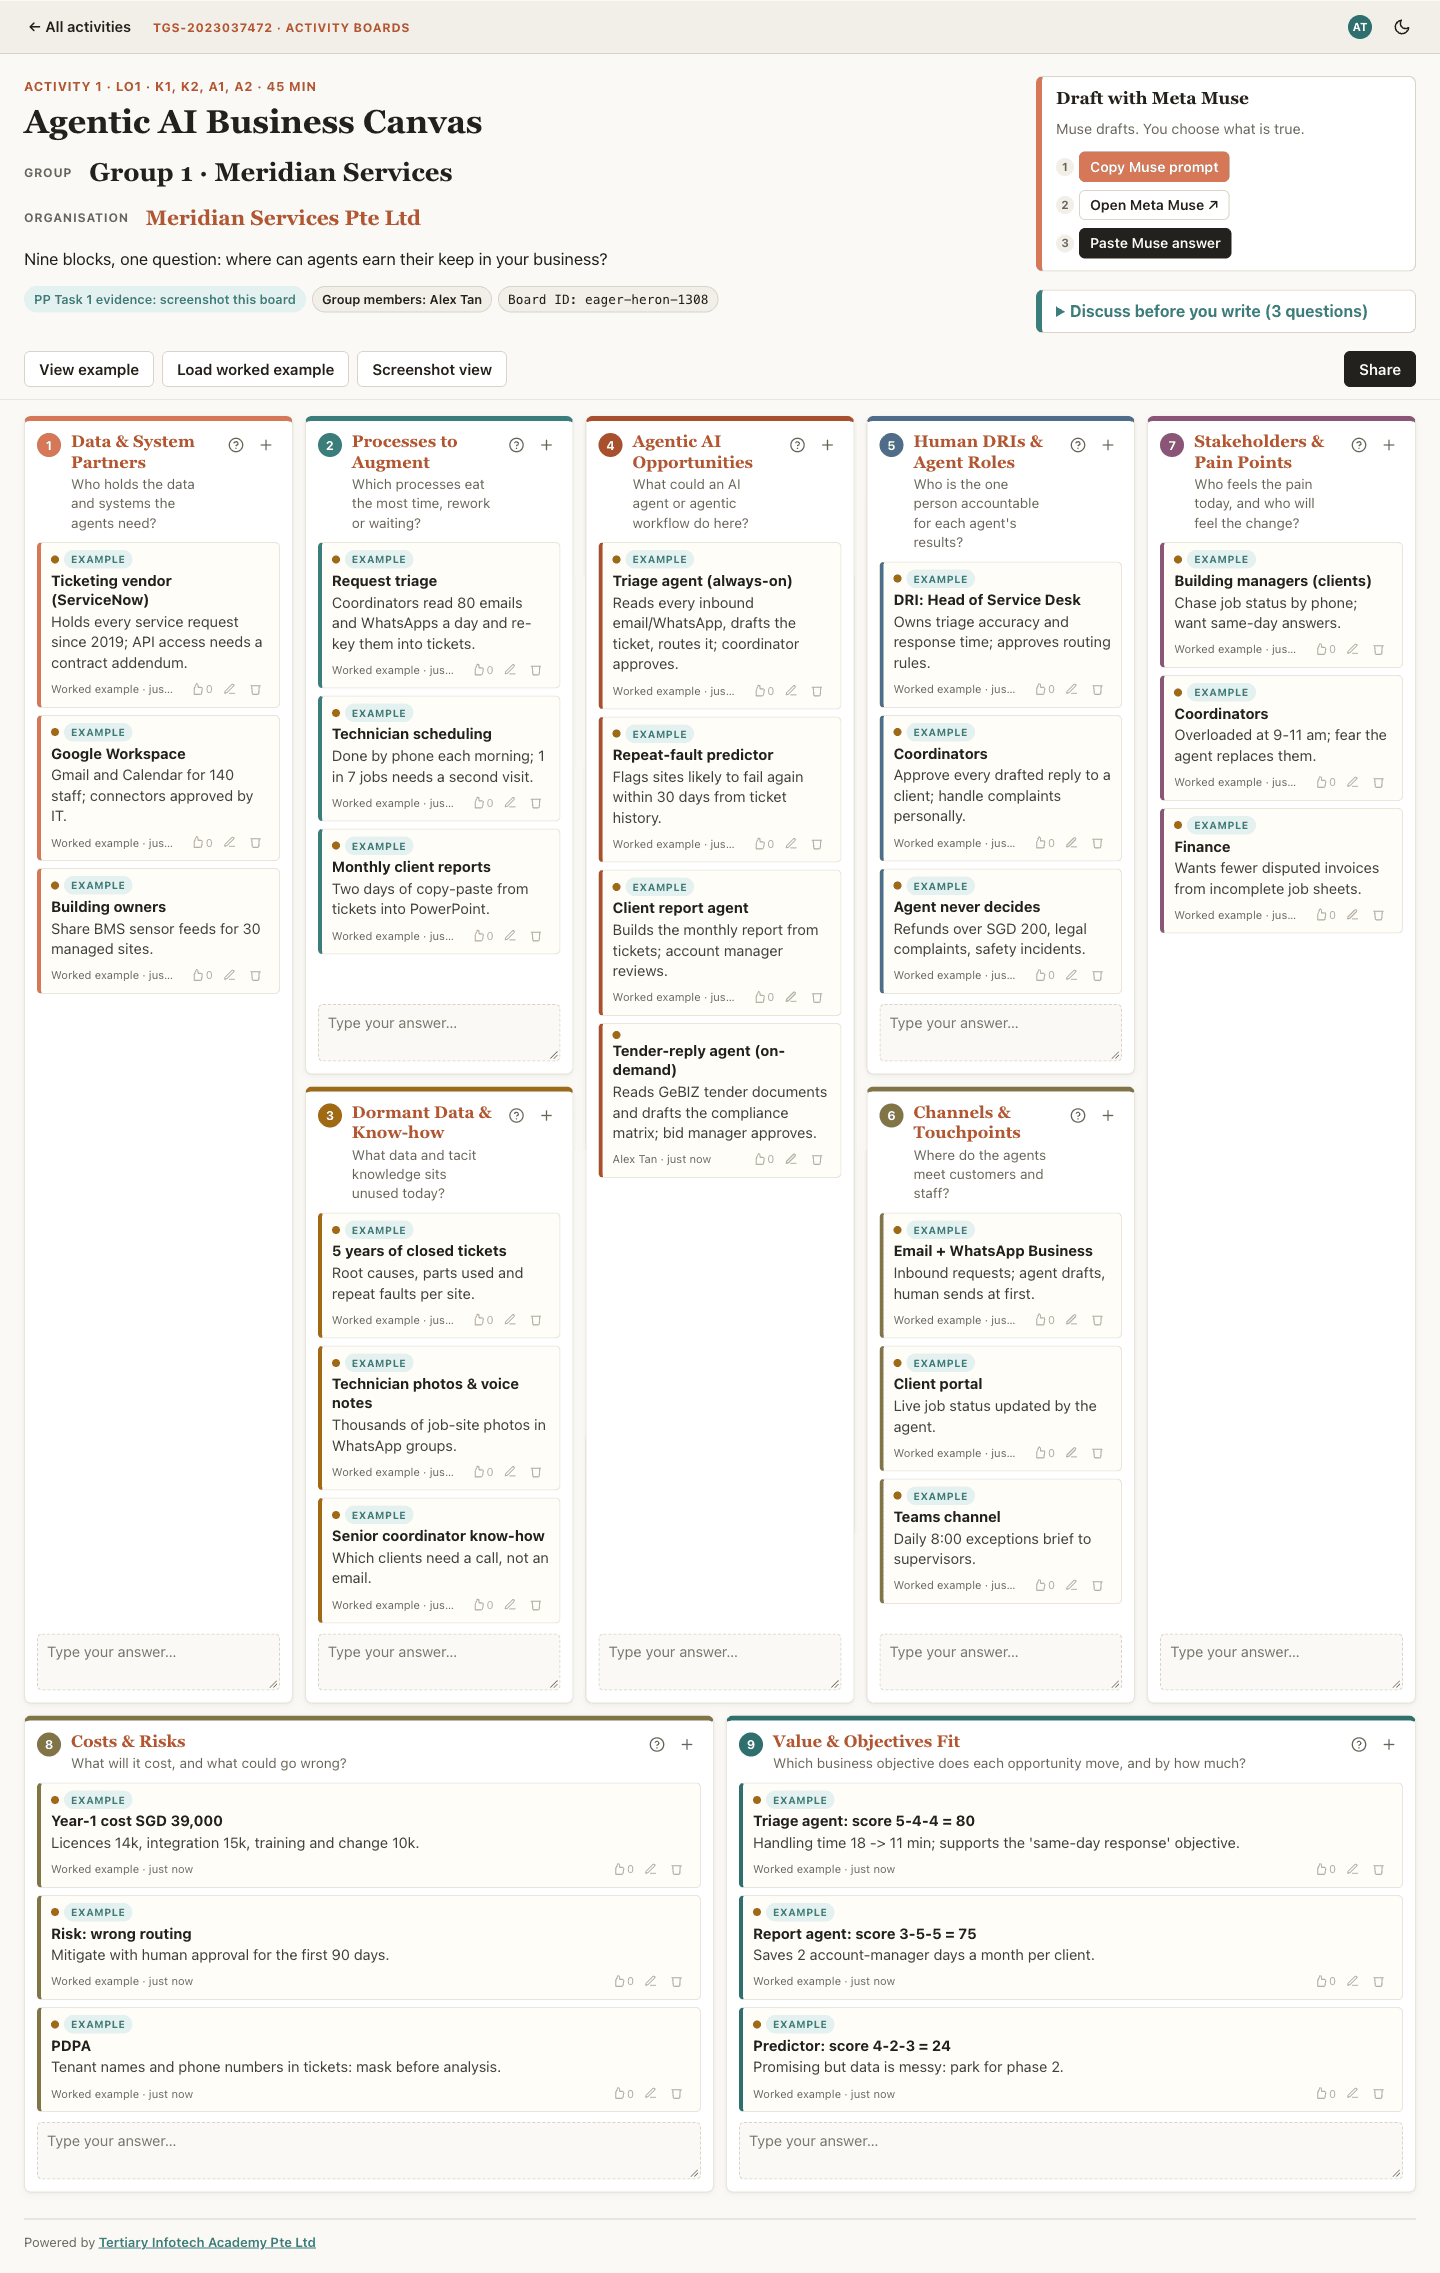 ← All activities
TGS-2023037472 · ACTIVITY BOARDS
AT
ACTIVITY 1 · LO1 · K1, K2, A1, A2 · 45 MIN
Agentic AI Business Canvas
GROUP Group 1 · Meridian Services
ORGANISATION Meridian Services Pte Ltd
Nine blocks, one question: where can agents earn their keep in your business?
PP Task 1 evidence: screenshot this board
Group members: Alex Tan
Board ID: eager-heron-1308
Draft with Meta Muse
Muse drafts. You choose what is true.
1 Copy Muse prompt
2 Open Meta Muse ↗
3 Paste Muse answer
▶ Discuss before you write (3 questions)
View example
Load worked example
Screenshot view
Share
1 Data & System
Partners
Who holds the data
and systems the
agents need?
EXAMPLE
Ticketing vendor
(ServiceNow)
Holds every service request
since 2019; API access needs a
contract addendum.
Worked example · jus... 0
EXAMPLE
Google Workspace
Gmail and Calendar for 140
staff; connectors approved by
IT.
Worked example · jus... 0
EXAMPLE
Building owners
Share BMS sensor feeds for 30
managed sites.
Worked example · jus... 0
Type your answer...
2 Processes to
Augment
Which processes eat
the most time, rework
or waiting?
EXAMPLE
Request triage
Coordinators read 80 emails
and WhatsApps a day and re-
key them into tickets.
Worked example · jus... 0
EXAMPLE
Technician scheduling
Done by phone each morning; 1
in 7 jobs needs a second visit.
Worked example · jus... 0
EXAMPLE
Monthly client reports
Two days of copy-paste from
tickets into PowerPoint.
Worked example · jus... 0
Type your answer...
3 Dormant Data &
Know-how
What data and tacit
knowledge sits
unused today?
EXAMPLE
5 years of closed tickets
Root causes, parts used and
repeat faults per site.
Worked example · jus... 0
EXAMPLE
Technician photos & voice
notes
Thousands of job-site photos in
WhatsApp groups.
Worked example · jus... 0
EXAMPLE
Senior coordinator know-how
Which clients need a call, not an
email.
Worked example · jus... 0
Type your answer...
4 Agentic AI
Opportunities
What could an AI
agent or agentic
workflow do here?
EXAMPLE
Triage agent (always-on)
Reads every inbound
email/WhatsApp, drafts the
ticket, routes it; coordinator
approves.
Worked example · jus... 0
EXAMPLE
Repeat-fault predictor
Flags sites likely to fail again
within 30 days from ticket
history.
Worked example · jus... 0
EXAMPLE
Client report agent
Builds the monthly report from
tickets; account manager
reviews.
Worked example · jus... 0
Tender-reply agent (on-
demand)
Reads GeBIZ tender documents
and drafts the compliance
matrix; bid manager approves.
Alex Tan · just now 0
Type your answer...
5 Human DRIs &
Agent Roles
Who is the one
person accountable
for each agent's
results?
EXAMPLE
DRI: Head of Service Desk
Owns triage accuracy and
response time; approves routing
rules.
Worked example · jus... 0
EXAMPLE
Coordinators
Approve every drafted reply to a
client; handle complaints
personally.
Worked example · jus... 0
EXAMPLE
Agent never decides
Refunds over SGD 200, legal
complaints, safety incidents.
Worked example · jus... 0
Type your answer...
6 Channels &
Touchpoints
Where do the agents
meet customers and
staff?
EXAMPLE
Email + WhatsApp Business
Inbound requests; agent drafts,
human sends at first.
Worked example · jus... 0
EXAMPLE
Client portal
Live job status updated by the
agent.
Worked example · jus... 0
EXAMPLE
Teams channel
Daily 8:00 exceptions brief to
supervisors.
Worked example · jus... 0
Type your answer...
7 Stakeholders &
Pain Points
Who feels the pain
today, and who will
feel the change?
EXAMPLE
Building managers (clients)
Chase job status by phone;
want same-day answers.
Worked example · jus... 0
EXAMPLE
Coordinators
Overloaded at 9-11 am; fear the
agent replaces them.
Worked example · jus... 0
EXAMPLE
Finance
Wants fewer disputed invoices
from incomplete job sheets.
Worked example · jus... 0
Type your answer...
8 Costs & Risks
What will it cost, and what could go wrong?
EXAMPLE
Year-1 cost SGD 39,000
Licences 14k, integration 15k, training and change 10k.
Worked example · just now 0
EXAMPLE
Risk: wrong routing
Mitigate with human approval for the first 90 days.
Worked example · just now 0
EXAMPLE
PDPA
Tenant names and phone numbers in tickets: mask before analysis.
Worked example · just now 0
Type your answer...
9 Value & Objectives Fit
Which business objective does each opportunity move, and by how much?
EXAMPLE
Triage agent: score 5-4-4 = 80
Handling time 18 -> 11 min; supports the 'same-day response' objective.
Worked example · just now 0
EXAMPLE
Report agent: score 3-5-5 = 75
Saves 2 account-manager days a month per client.
Worked example · just now 0
EXAMPLE
Predictor: score 4-2-3 = 24
Promising but data is messy: park for phase 2.
Worked example · just now 0
Type your answer...
Powered by Tertiary Infotech Academy Pte Ltd